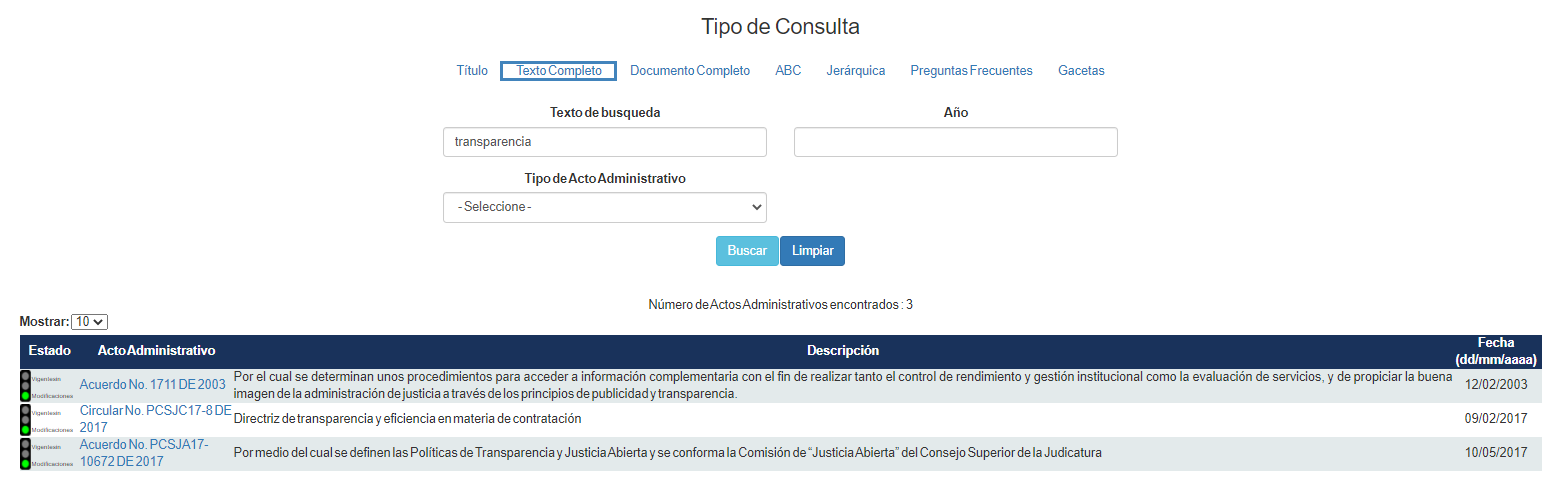 Tipo de Consulta
Título Texto Completo Documento Completo ABC Jerárquica Preguntas Frecuentes Gacetas
Texto de busqueda Año
transparencia
Tipo de Acto Administrativo
- Seleccione -
Buscar Limpiar
Número de Actos Administrativos encontrados : 3
Mostrar: 10
Estado Acto Administrativo Descripción Fecha (dd/mm/aaaa)
Vigentesin Modificaciones Acuerdo No. 1711 DE 2003 Por el cual se determinan unos procedimientos para acceder a información complementaria con el fin de realizar tanto el control de rendimiento y gestión institucional como la evaluación de servicios, y de propiciar la buena
imagen de la administración de justicia a través de los principios de publicidad y transparencia. 12/02/2003
Vigentesin Modificaciones Circular No. PCSJC17-8 DE 2017 Directriz de transparencia y eficiencia en materia de contratación 09/02/2017
Vigentesin Modificaciones Acuerdo No. PCSJA17-10672 DE 2017 Por medio del cual se definen las Políticas de Transparencia y Justicia Abierta y se conforma la Comisión de “Justicia Abierta” del Consejo Superior de la Judicatura 10/05/2017